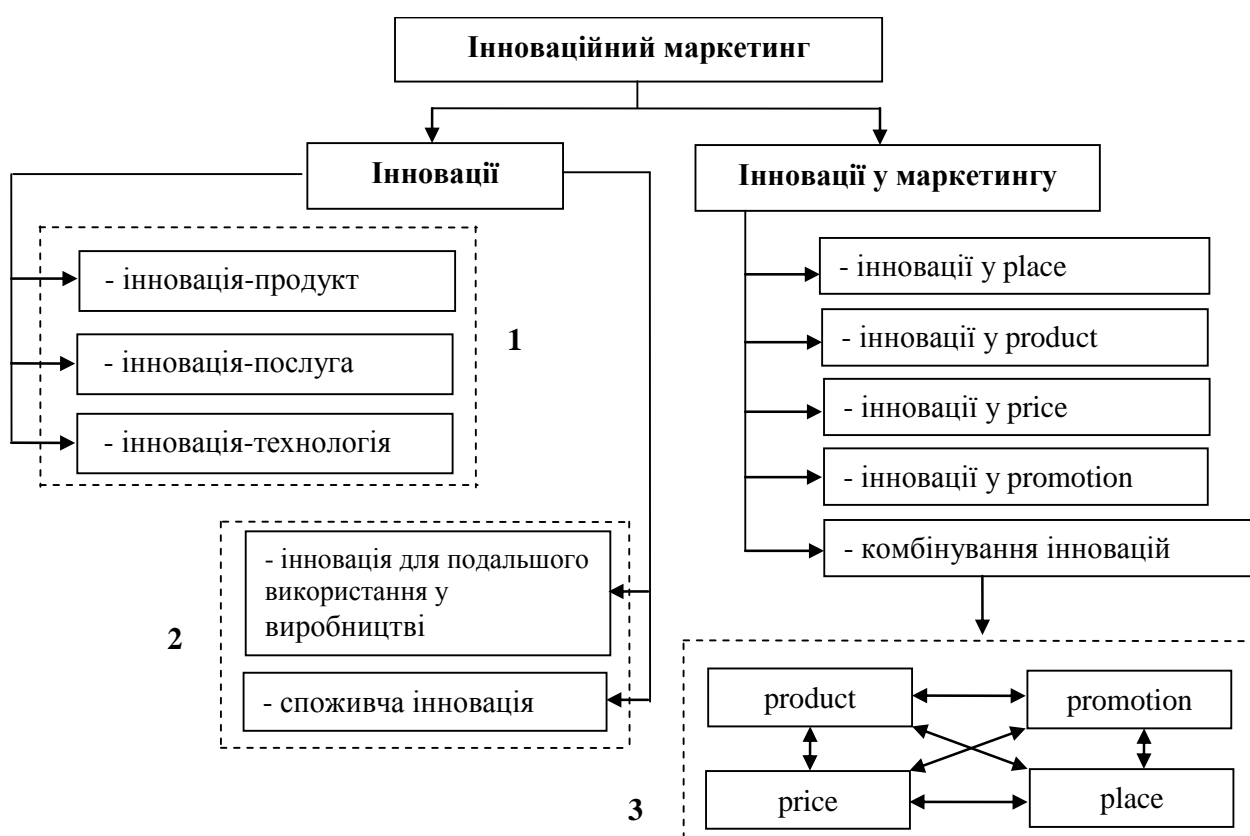 Інноваційний маркетинг
Інновації
Інновації у маркетингу
- інновація-продукт
- інновація-послуга
- інновація-технологія
1
- інновація для подальшого
використання у
виробництві
- споживча інновація
2
- інновації у place
- інновації у product
- інновації у price
- інновації у promotion
- комбінування інновацій
product
promotion
price
place
3